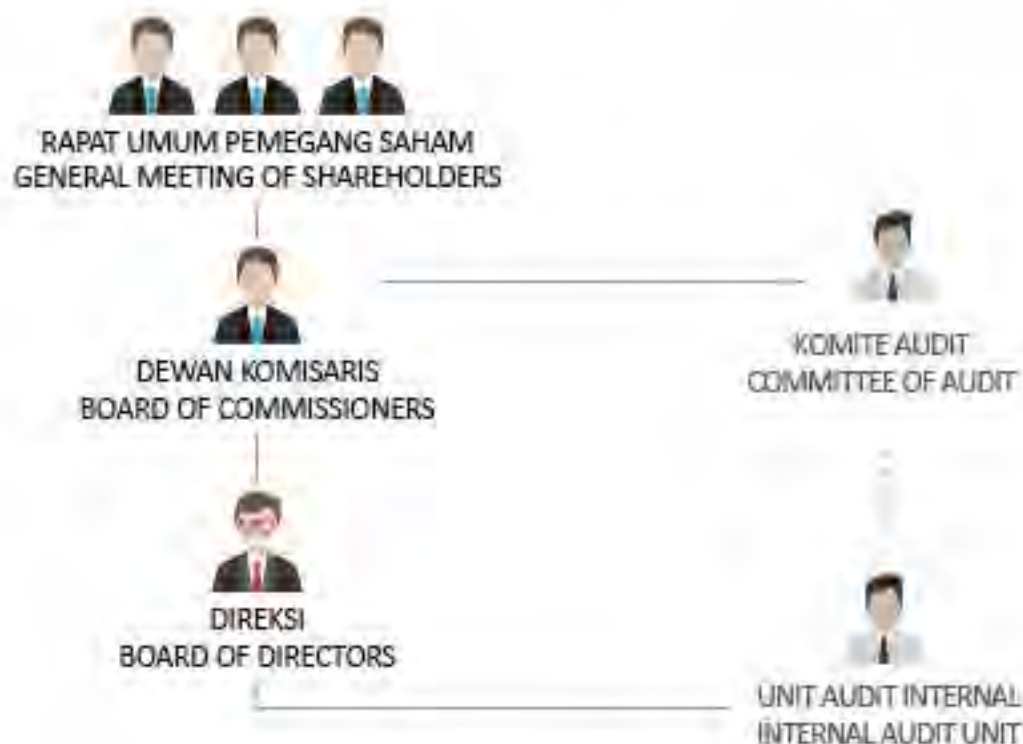 RAPAT UMUM PEMEGANG SAHAM
GENERAL MEETING OF SHAREHOLDERS
DEWAN KOMISARIS
BOARD OF COMMISSIONERS
KOMITE AUDIT
COMMITTEE OF AUDIT
DIREKSI
BOARD OF DIRECTORS
UNIT AUDIT INTERNAL
INTERNAL AUDIT UNIT